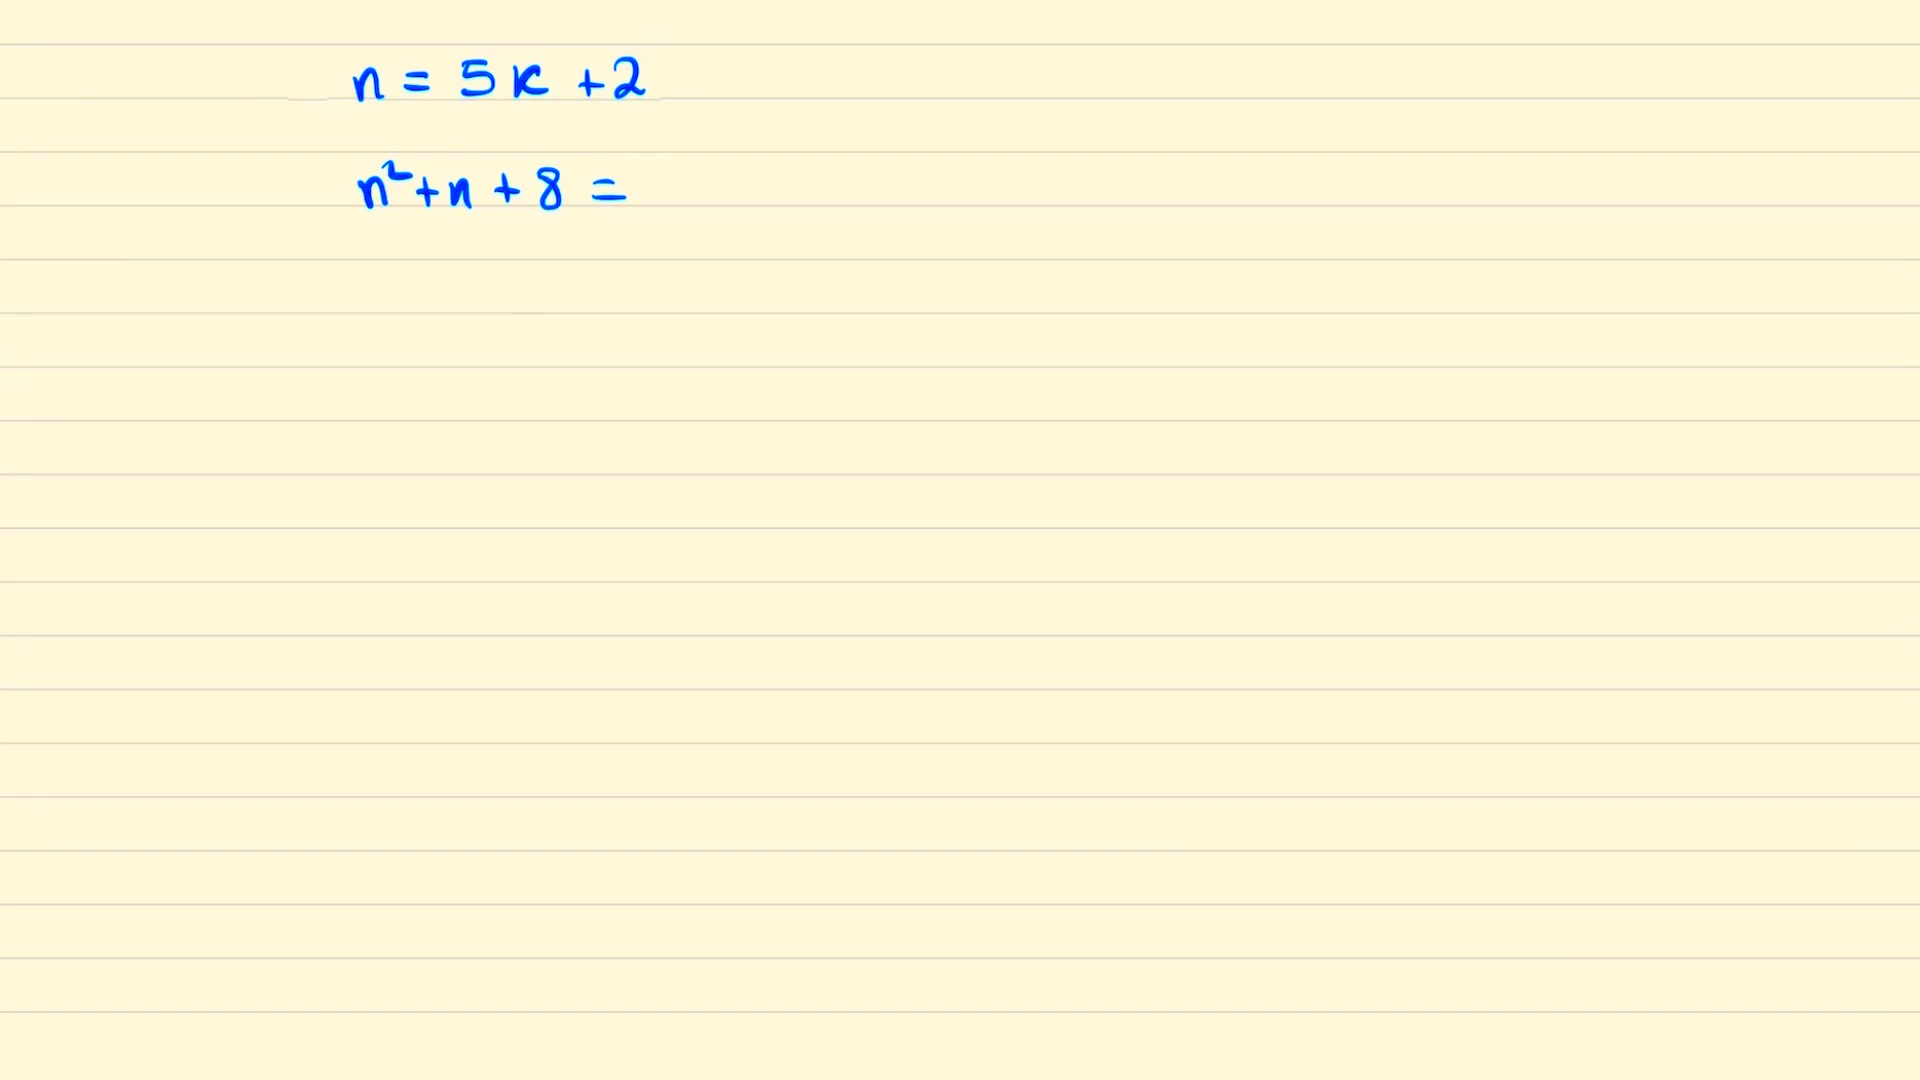 n = 5k + 2
n² + n + 8 =